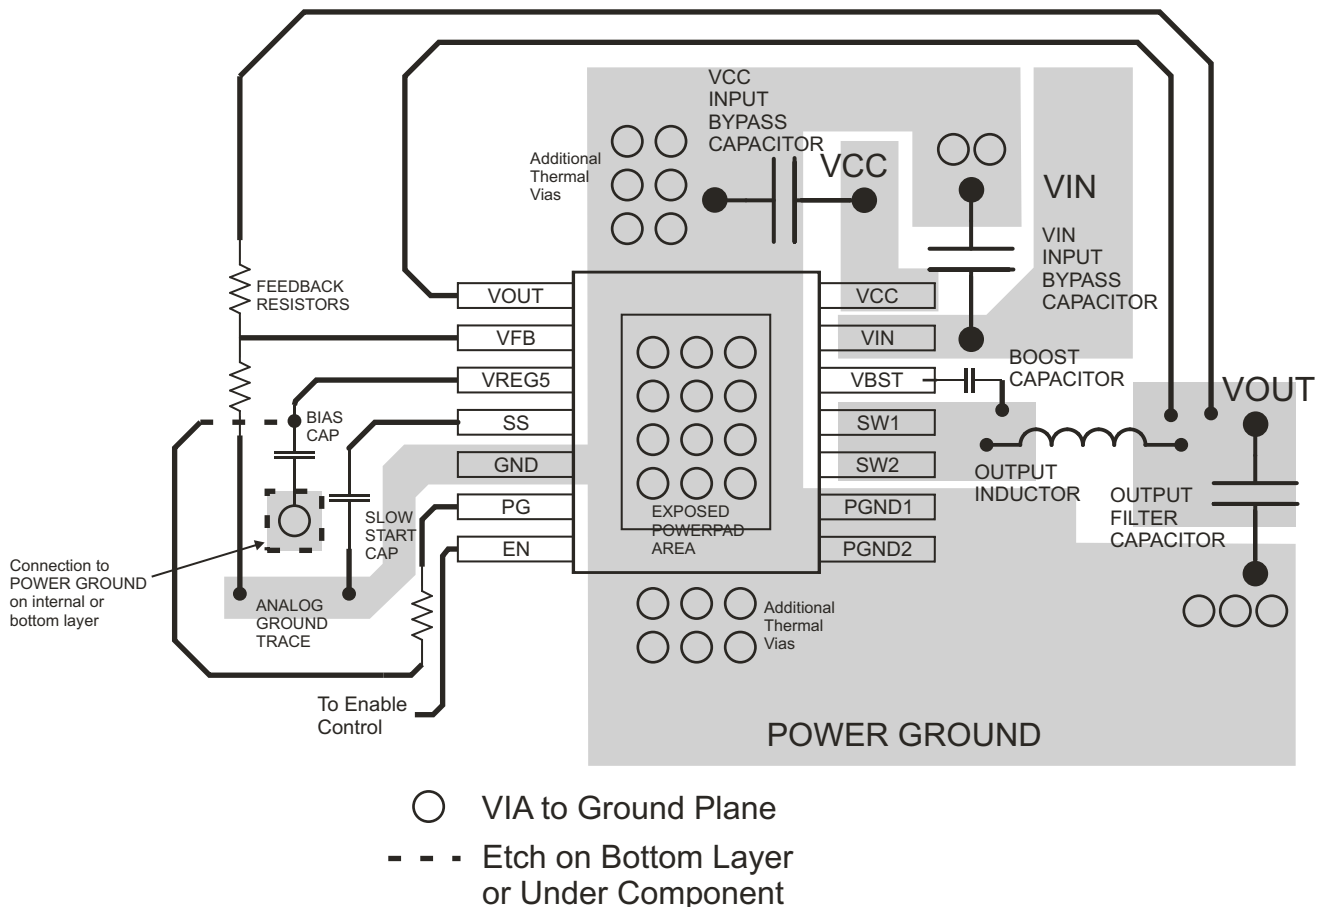 VCC
INPUT
BYPASS
CAPACITOR
Additional
Thermal
Vias
VCC
VIN
VIN
INPUT
BYPASS
CAPACITOR
FEEDBACK
RESISTORS
VOUT
VFB
VREG5
SS
GND
PG
EN
VCC
VIN
VBST
SW1
SW2
PGND1
PGND2
BOOST
CAPACITOR
VOUT
BIAS
CAP
SLOW
START
CAP
OUTPUT
INDUCTOR
OUTPUT
FILTER
CAPACITOR
EXPOSED
POWERPAD
AREA
Connection to
POWER GROUND
on internal or
bottom layer
ANALOG
GROUND
TRACE
Additional
Thermal
Vias
To Enable
Control
POWER GROUND
VIA to Ground Plane
Etch on Bottom Layer
or Under Component